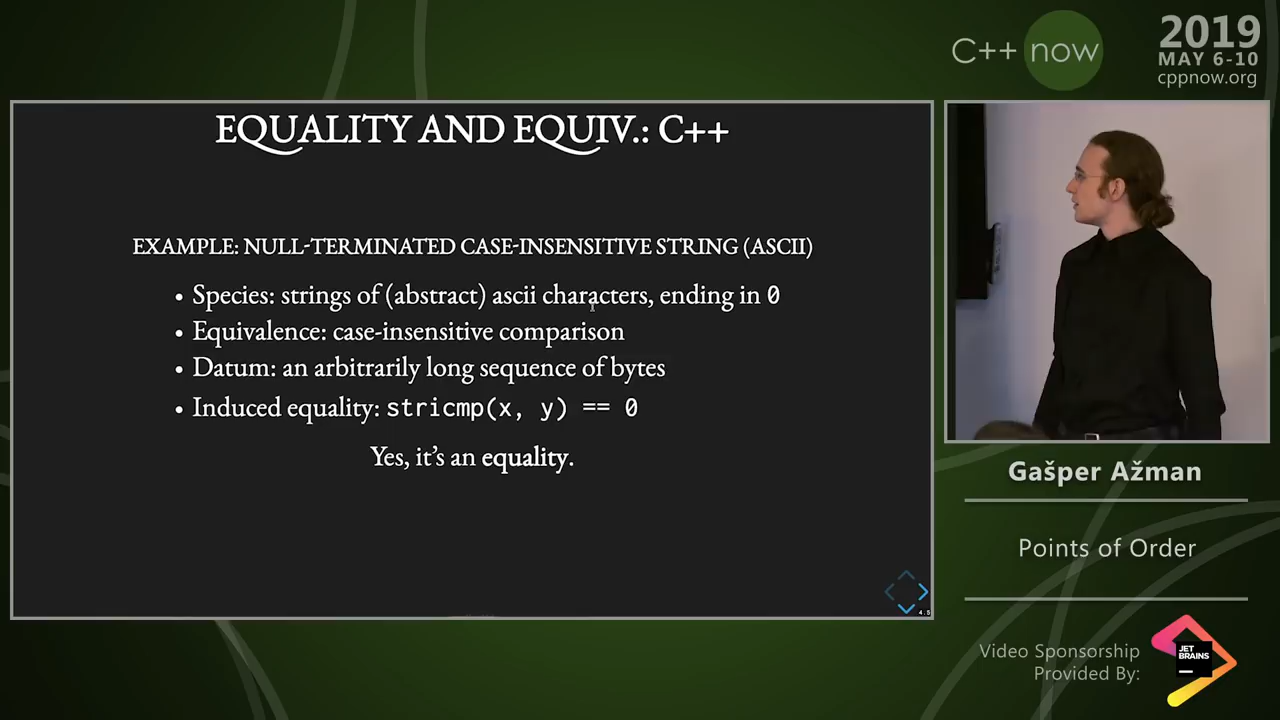 C++ now
2019
MAY 6-10
cppnow.org
EQUALITY AND EQUIV.: C++
EXAMPLE: NULL-TERMINATED CASE-INSENSITIVE STRING (ASCII)
• Species: strings of (abstract) ascii characters, ending in 0
• Equivalence: case-insensitive comparison
• Datum: an arbitrarily long sequence of bytes
• Induced equality: stricmp(x, y) == 0
Yes, it's an equality.
4.5
Gašper Ažman
Points of Order
Video Sponsorship
Provided By:
JET
BRAINS